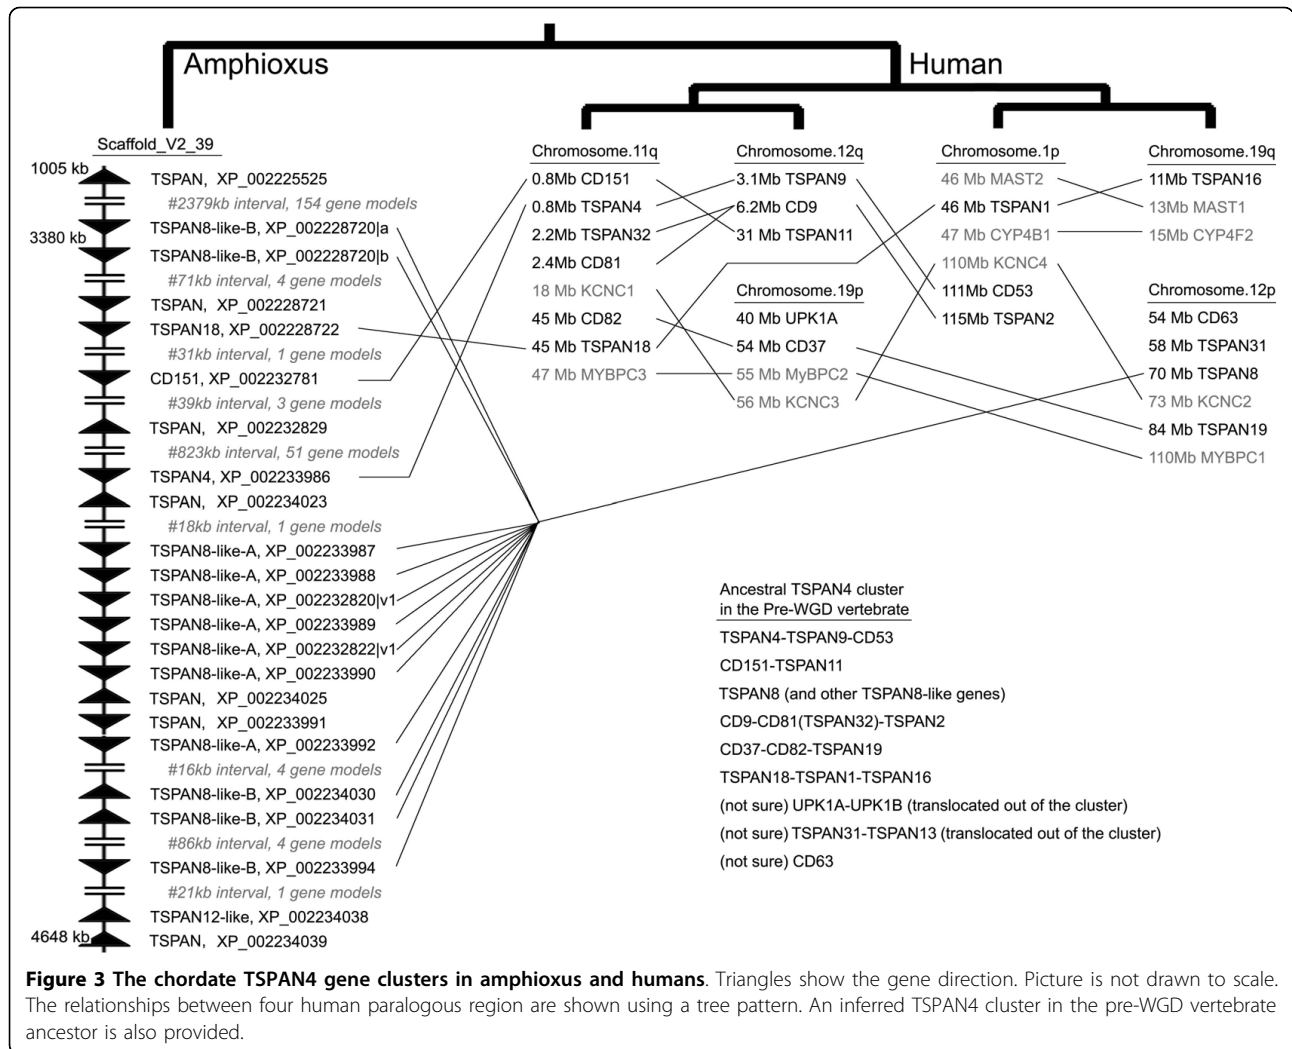 Amphioxus
Human
Scaffold_V2_39
1005 kb
TSPAN, XP_002225525
#2379kb interval, 154 gene models
TSPAN8-like-B, XP_002228720|a
3380 kb
TSPAN8-like-B, XP_002228720|b
#71kb interval, 4 gene models
TSPAN, XP_002228721
TSPAN18, XP_002228722
#31kb interval, 1 gene models
CD151, XP_002232781
#39kb interval, 3 gene models
TSPAN, XP_002232829
#823kb interval, 51 gene models
TSPAN4, XP_002233986
TSPAN, XP_002234023
#18kb interval, 1 gene models
TSPAN8-like-A, XP_002233987
TSPAN8-like-A, XP_002233988
TSPAN8-like-A, XP_002232820|v1
TSPAN8-like-A, XP_002233989
TSPAN8-like-A, XP_002232822|v1
TSPAN8-like-A, XP_002233990
TSPAN, XP_002234025
TSPAN, XP_002233991
TSPAN8-like-A, XP_002233992
#16kb interval, 4 gene models
TSPAN8-like-B, XP_002234030
TSPAN8-like-B, XP_002234031
#86kb interval, 4 gene models
TSPAN8-like-B, XP_002233994
#21kb interval, 1 gene models
TSPAN12-like, XP_002234038
4648 kb
TSPAN, XP_002234039
Chromosome.11q
0.8Mb CD151
0.8Mb TSPAN4
2.2Mb TSPAN32
2.4Mb CD81
18 Mb KCNC1
45 Mb CD82
45 Mb TSPAN18
47 Mb MYBPC3
Chromosome.12q
3.1Mb TSPAN9
6.2Mb CD9
31 Mb TSPAN11
Chromosome.19p
40 Mb UPK1A
54 Mb CD37
55 Mb MyBPC2
56 Mb KCNC3
Chromosome.1p
46 Mb MAST2
46 Mb TSPAN1
47 Mb CYP4B1
110Mb KCNC4
111Mb CD53
115Mb TSPAN2
Chromosome.19q
11Mb TSPAN16
13Mb MAST1
15Mb CYP4F2
Chromosome.12p
54 Mb CD63
58 Mb TSPAN31
70 Mb TSPAN8
73 Mb KCNC2
84 Mb TSPAN19
110Mb MYBPC1
Ancestral TSPAN4 cluster
in the Pre-WGD vertebrate
TSPAN4-TSPAN9-CD53
CD151-TSPAN11
TSPAN8 (and other TSPAN8-like genes)
CD9-CD81(TSPAN32)-TSPAN2
CD37-CD82-TSPAN19
TSPAN18-TSPAN1-TSPAN16
(not sure) UPK1A-UPK1B (translocated out of the cluster)
(not sure) TSPAN31-TSPAN13 (translocated out of the cluster)
(not sure) CD63
Figure 3 The chordate TSPAN4 gene clusters in amphioxus and humans. Triangles show the gene direction. Picture is not drawn to scale.
The relationships between four human paralogous region are shown using a tree pattern. An inferred TSPAN4 cluster in the pre-WGD vertebrate
ancestor is also provided.